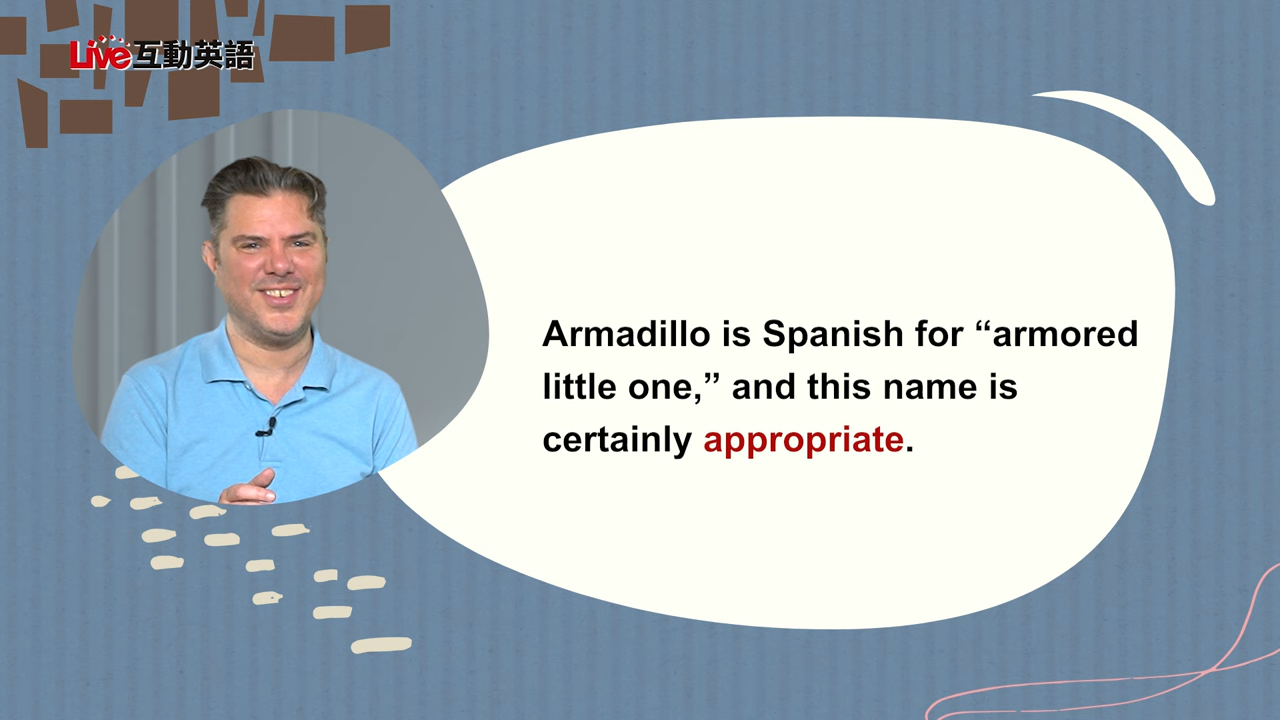 Live互動英語
Armadillo is Spanish for “armored
little one,” and this name is
certainly appropriate.